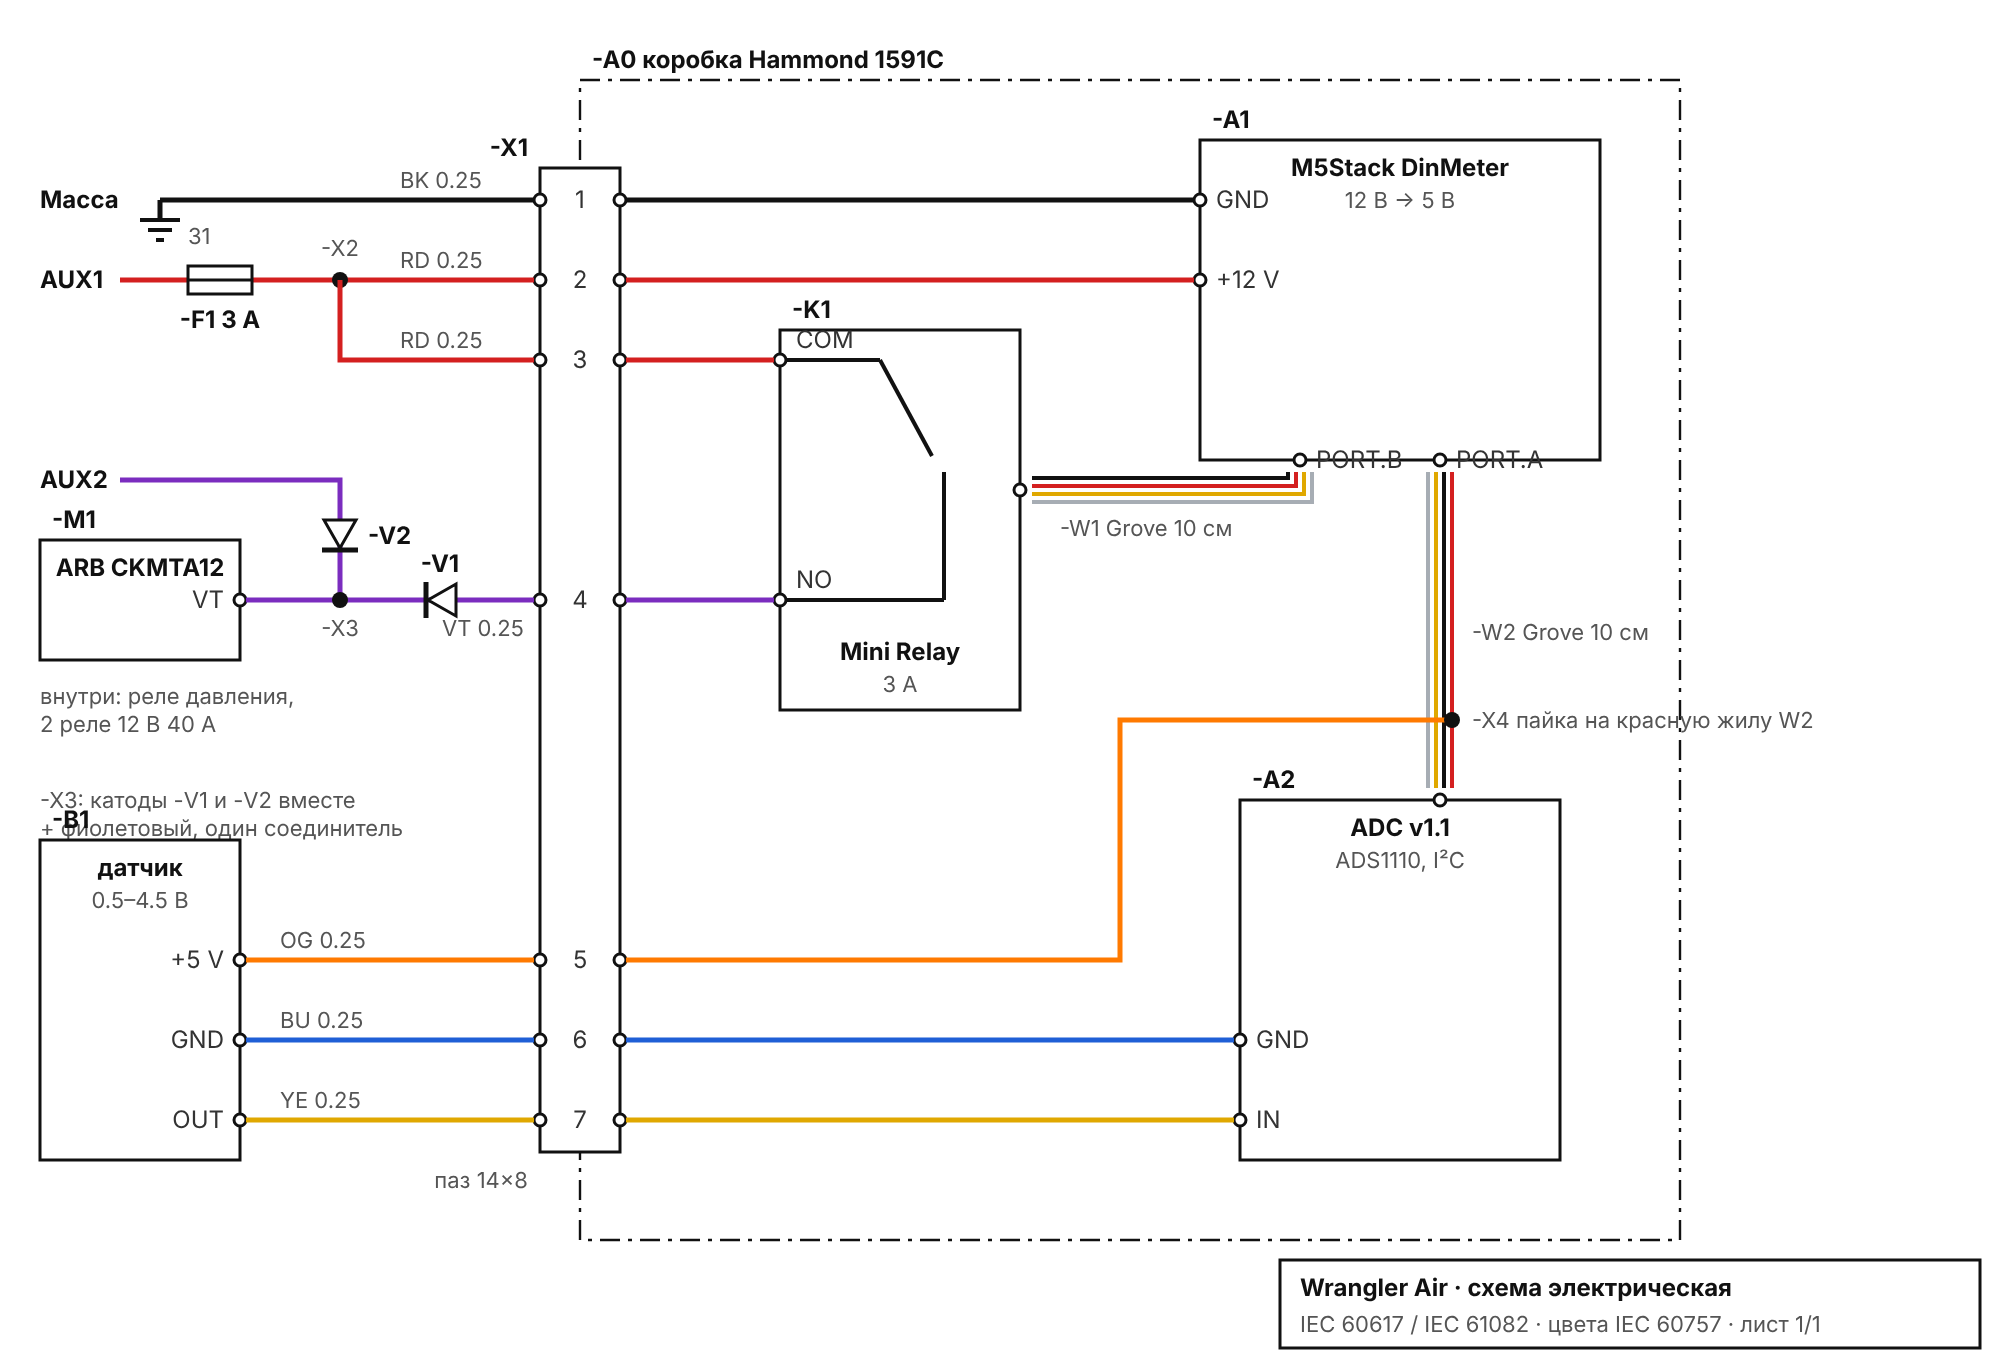 -A0 коробка Hammond 1591C
-A1
-X1
M5Stack DinMeter
12 В → 5 В
Масса
BK 0.25
1
GND
31
-X2
AUX1
RD 0.25
2
+12 V
-F1 3 A
-K1
RD 0.25
3
COM
AUX2
PORT.B
PORT.A
-M1
-V2
-W1 Grove 10 см
ARB CKMTA12
-V1
VT
4
NO
-X3
VT 0.25
-W2 Grove 10 см
Mini Relay
3 A
внутри: реле давления,
2 реле 12 В 40 А
-X4 пайка на красную жилу W2
-X3: катоды -V1 и -V2 вместе
+ фиолетовый, один соединитель
-B1
-A2
датчик
0.5–4.5 В
ADC v1.1
ADS1110, I²C
+5 V
OG 0.25
5
GND
BU 0.25
6
GND
OUT
YE 0.25
7
IN
паз 14×8
Wrangler Air · схема электрическая
IEC 60617 / IEC 61082 · цвета IEC 60757 · лист 1/1